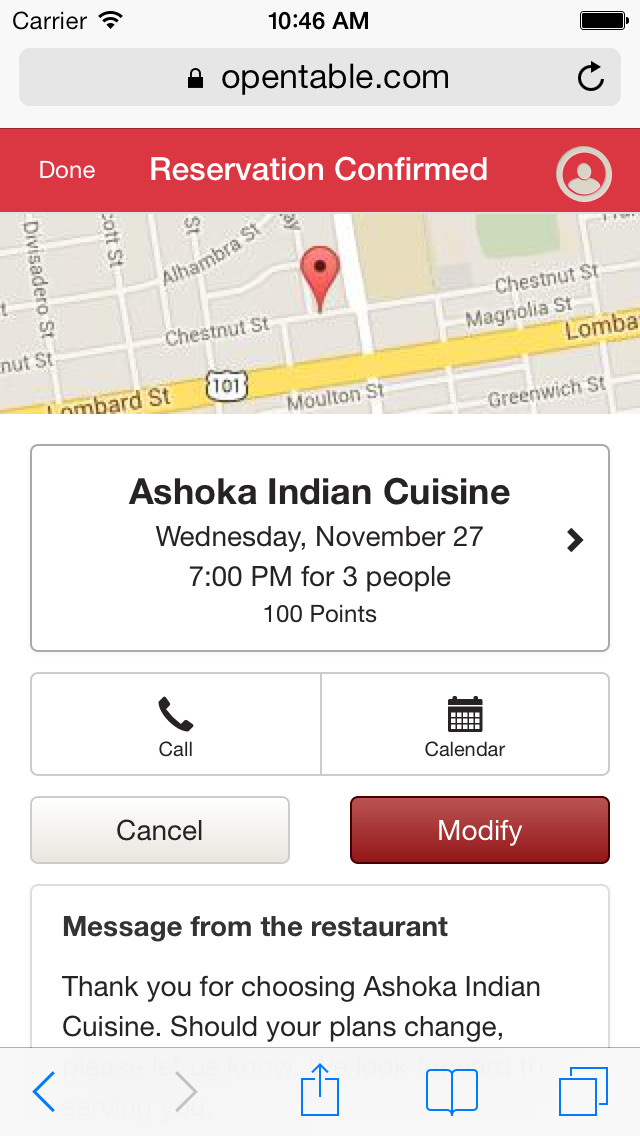 Carrier 10:46 AM
opentable.com
Done Reservation Confirmed
Divisadero St
ott St
St
ay
Alhambra St
Chestnut St
Chestnut St
Magnolia St
Lomba
nut St
Lombard St
101
Moulton St
Greenwich St
Ashoka Indian Cuisine
Wednesday, November 27
7:00 PM for 3 people
100 Points
Call Calendar
Cancel Modify
Message from the restaurant
Thank you for choosing Ashoka Indian
Cuisine. Should your plans change,
please let us know. We look forward to
serving you.